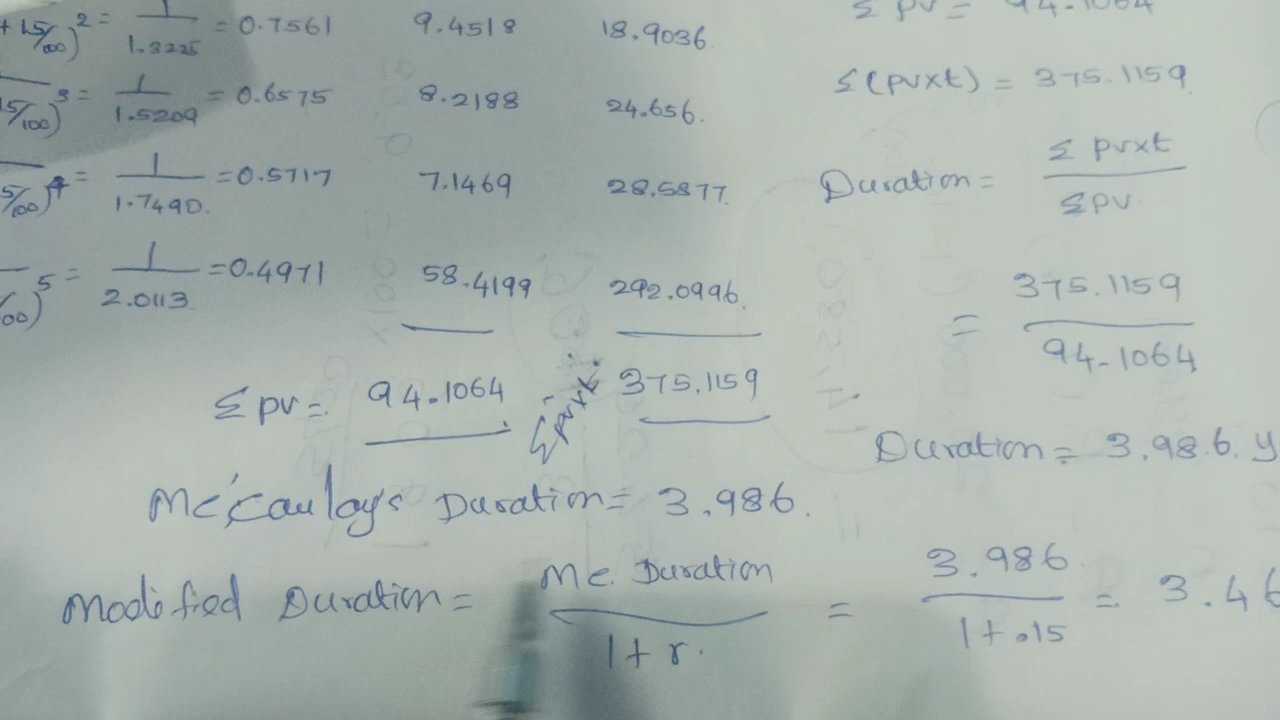 +15/100)² = 1/1.3225 = 0.7561 9.4518 18.9036
15/100)³ = 1/1.5209 = 0.6575 8.2188 24.656.
5/100)⁴ = 1/1.7490. = 0.5717 7.1469 28.5877.
/00)⁵ = 1/2.0113. = 0.4971 58.4199 292.0996.
Σ PV = 94.1064 Σ PVxt. 375.1159
Σ PV = 94.1064
Σ (PVxt) = 375.1159
Duration = Σ PVxt / Σ PV
= 375.1159 / 94.1064
Duration = 3.986. y
Mc'caulay's Duration = 3.986.
Modified Duration = Mc. Duration / 1 + r. = 3.986 / 1 + .15 = 3.46